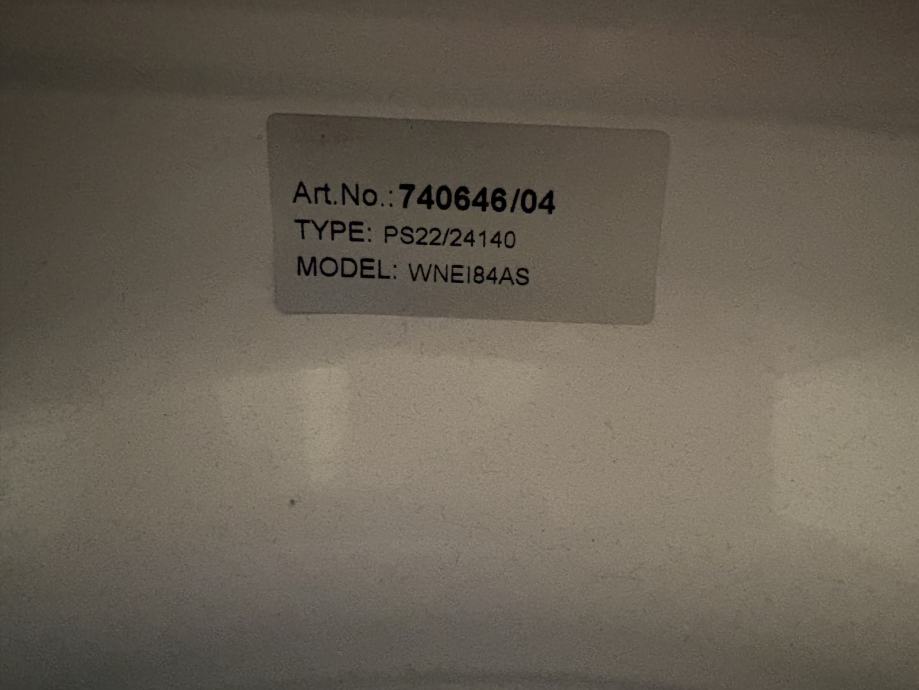 Art.No.:740646/04
TYPE: PS22/24140
MODEL: WNEI84AS